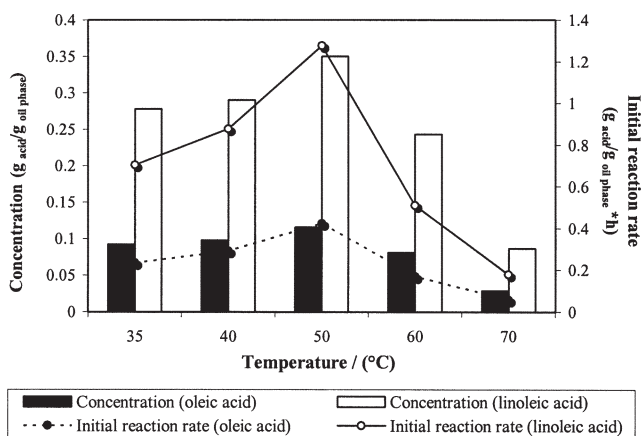 0.4
0.35
0.3
0.25
0.2
0.15
0.1
0.05
0
Concentration (g acid/g oil phase)
1.4
1.2
1
0.8
0.6
0.4
0.2
0
Initial reaction rate
(g acid/g oil phase *h)
35 40 50 60 70
Temperature / (°C)
Concentration (oleic acid) Concentration (linoleic acid)
Initial reaction rate (oleic acid) Initial reaction rate (linoleic acid)